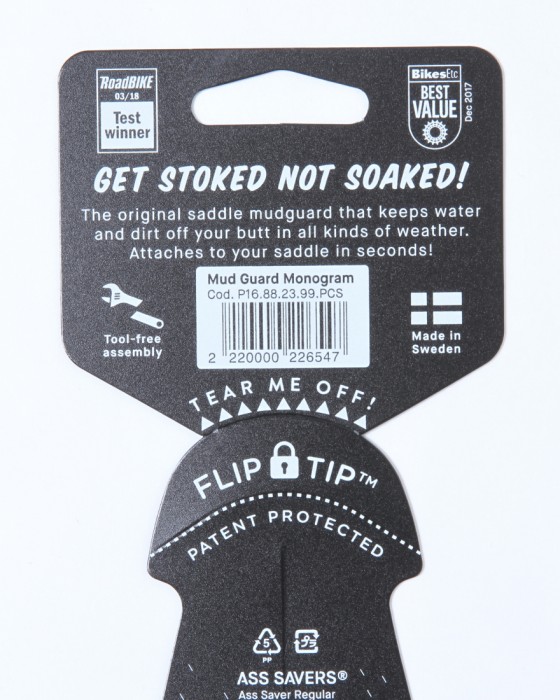 RoadBIKE
03/18
Test
winner
BikesEtc
BEST
VALUE
Dec 2017
GET STOKED NOT SOAKED!
The original saddle mudguard that keeps water
and dirt off your butt in all kinds of weather.
Attaches to your saddle in seconds!
Mud Guard Monogram
Cod. P16.88.23.99.PCS
2 220000 226547
Tool-free
assembly
Made in
Sweden
TEAR ME OFF!
FLIP TIP™
PATENT PROTECTED
5
PP
ASS SAVERS®
Ass Saver Regular